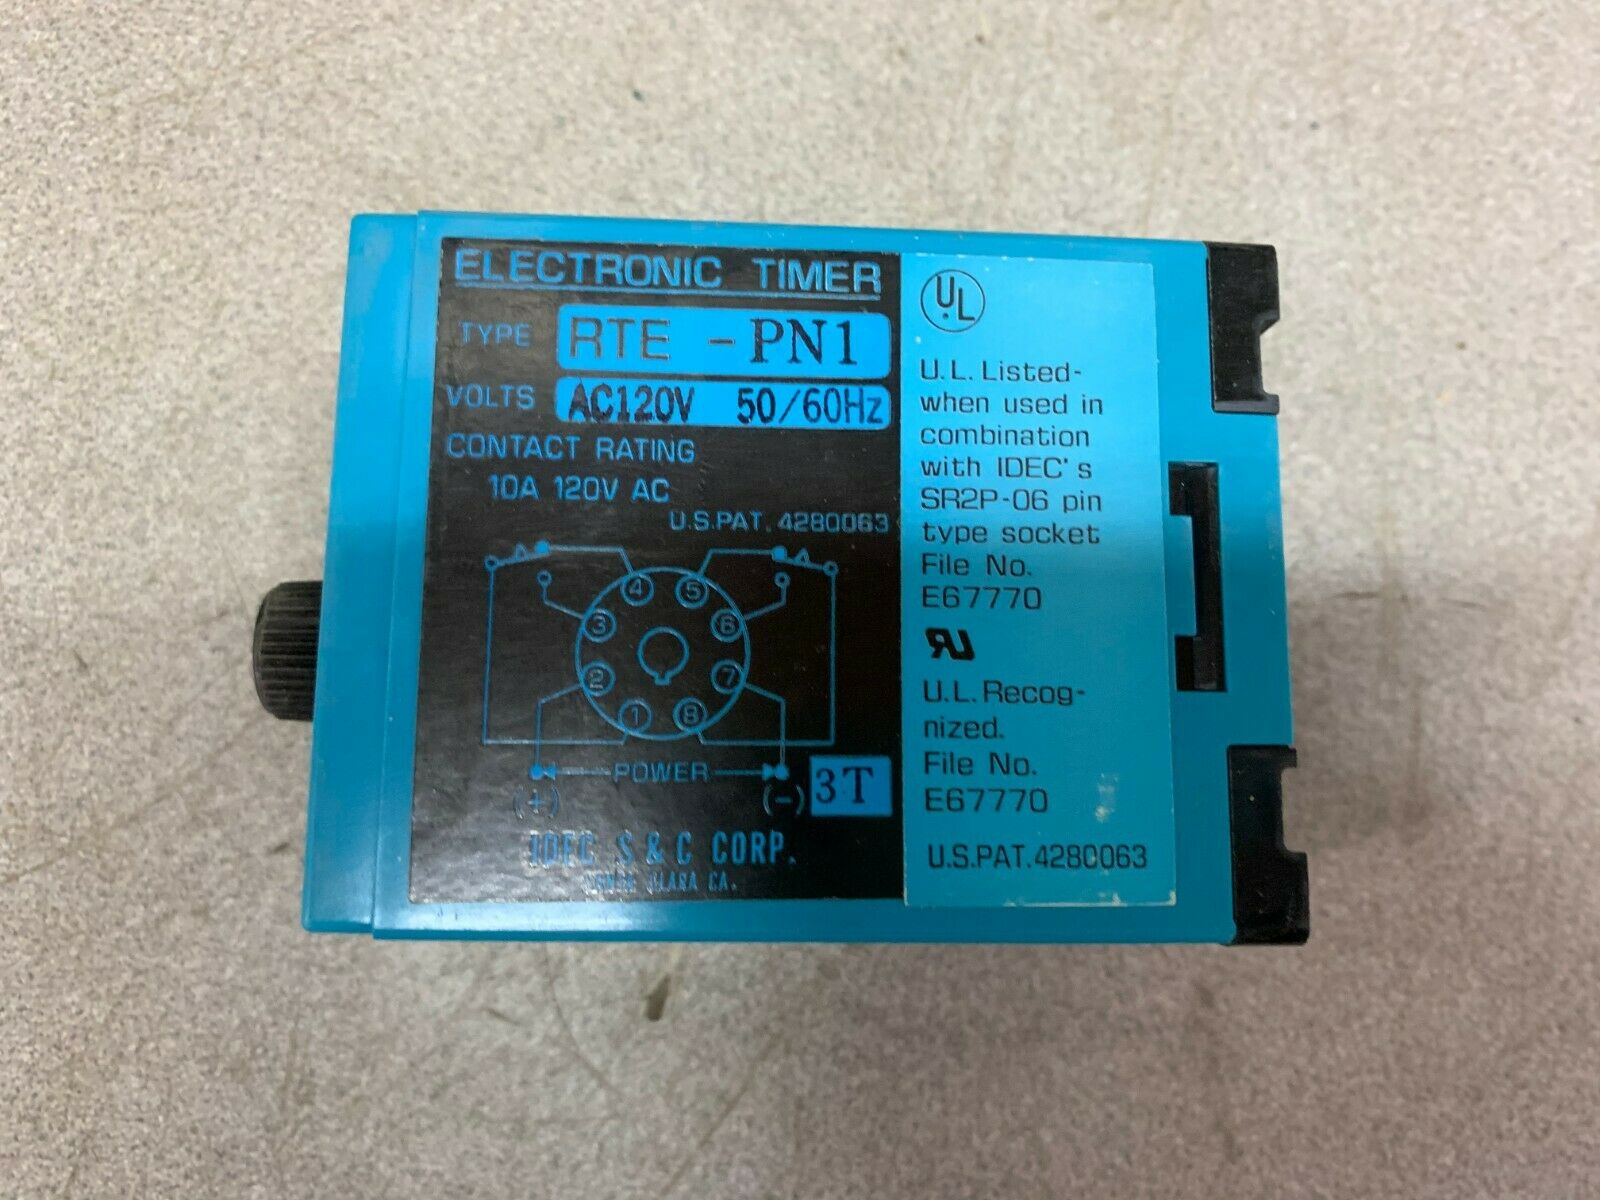 ELECTRONIC TIMER
TYPE RTE - PN1
VOLTS AC120V 50/60Hz
CONTACT RATING
10A 120V AC
U.S.PAT. 4280063
4 5
3 6
2 7
1 8
POWER
(+) (-) 3T
IDEC S & C CORP.
CA.
UL
U.L. Listed-
when used in
combination
with IDEC's
SR2P-06 pin
type socket
File No.
E67770
U.L. Recog-
nized.
File No.
E67770
U.S.PAT. 4280063